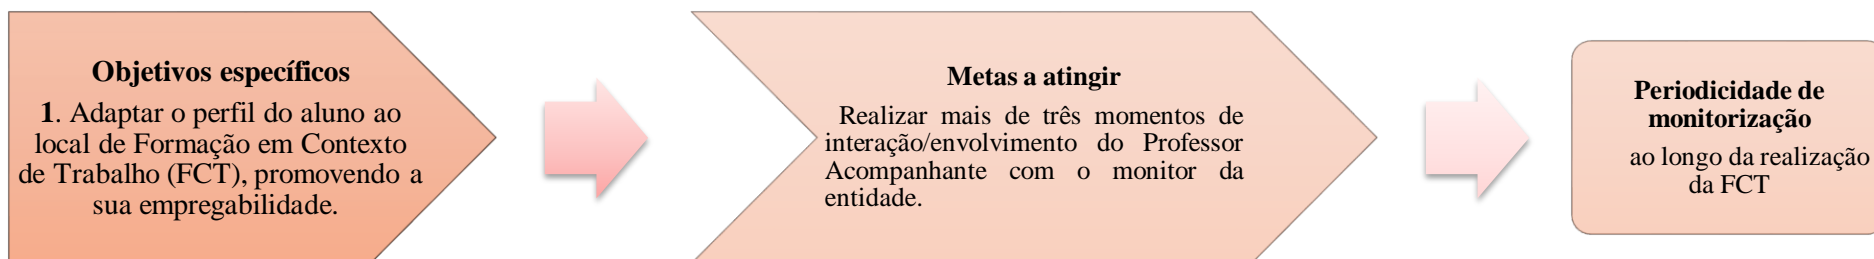 Objetivos específicos
1. Adaptar o perfil do aluno ao
local de Formação em Contexto
de Trabalho (FCT), promovendo a
sua empregabilidade.
Metas a atingir
Realizar mais de três momentos de
interação/envolvimento do Professor
Acompanhante com o monitor da
entidade.
Periodicidade de
monitorização
ao longo da realização
da FCT